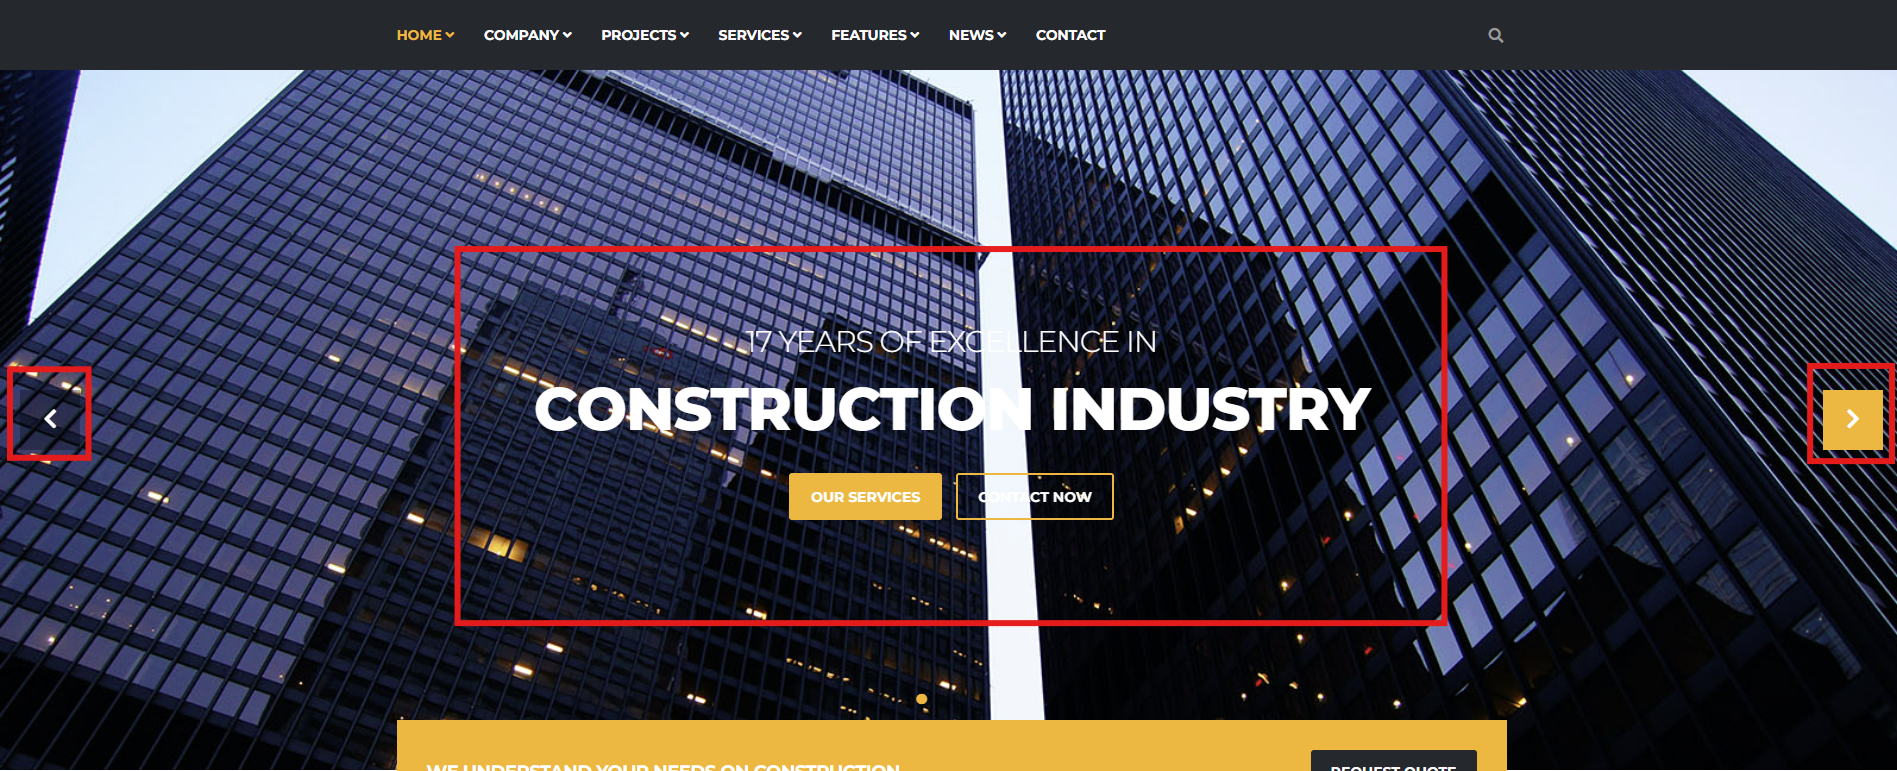 HOME COMPANY PROJECTS SERVICES FEATURES NEWS CONTACT
17 YEARS OF EXCELLENCE IN
CONSTRUCTION INDUSTRY
OUR SERVICES CONTACT NOW
WE UNDERSTAND YOUR NEEDS ON CONSTRUCTION REQUEST QUOTE